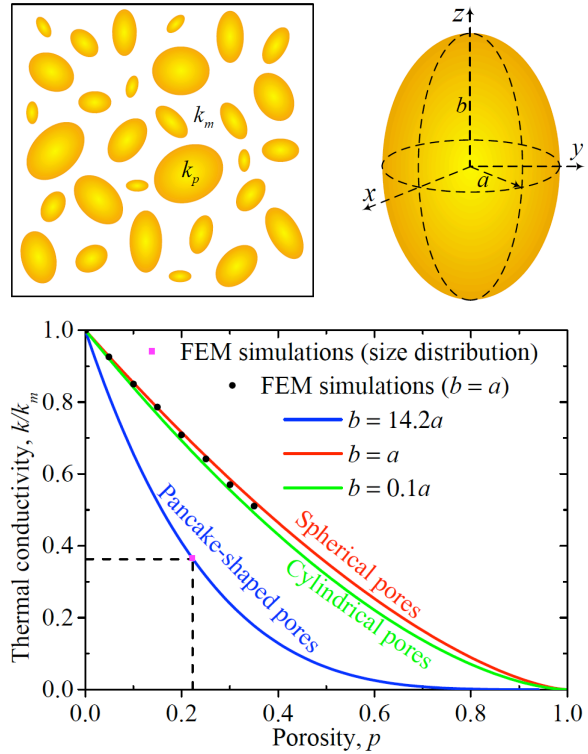 k_m
k_p
z
b
y
a
x
FEM simulations (size distribution)
FEM simulations (b = a)
b = 14.2a
b = a
b = 0.1a
Pancake-shaped pores
Spherical pores
Cylindrical pores
Thermal conductivity, k/k_m
1.0
0.8
0.6
0.4
0.2
0.0
0.0 0.2 0.4 0.6 0.8 1.0
Porosity, p